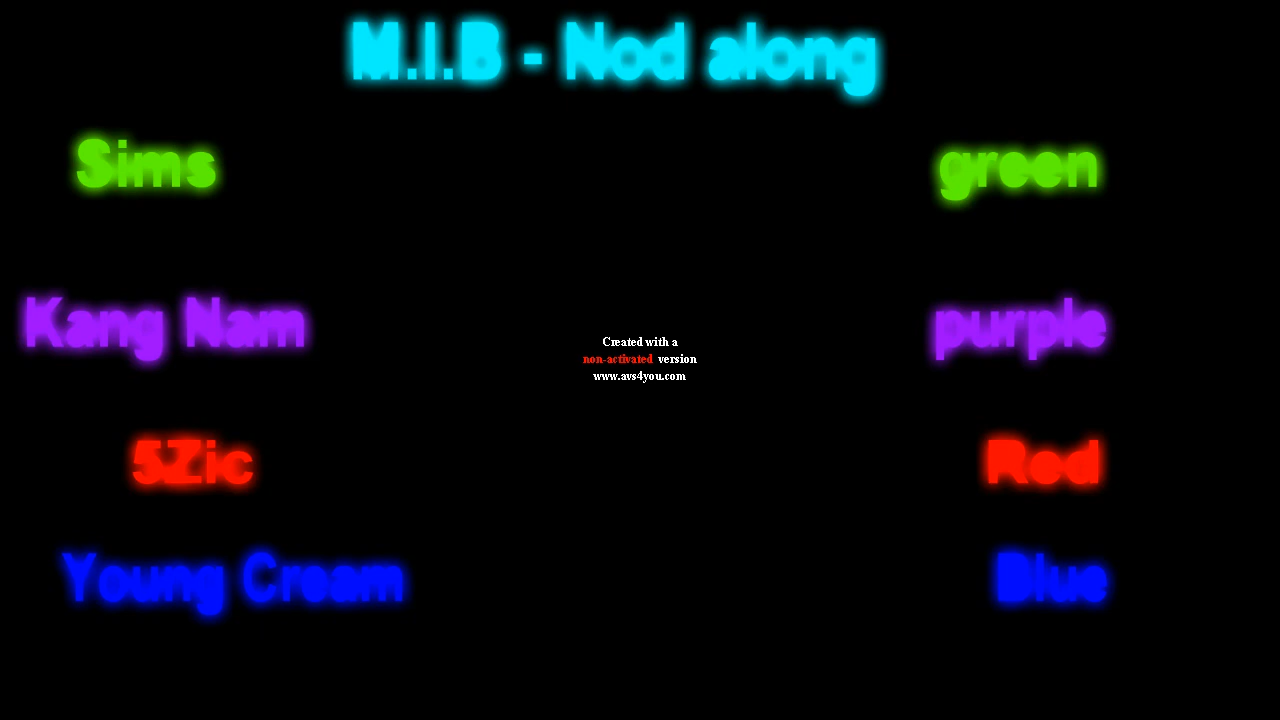 M.I.B - Nod along
Sims green
Kang Nam purple
Created with a
non-activated version
www.avs4you.com
5Zic Red
Young Cream Blue